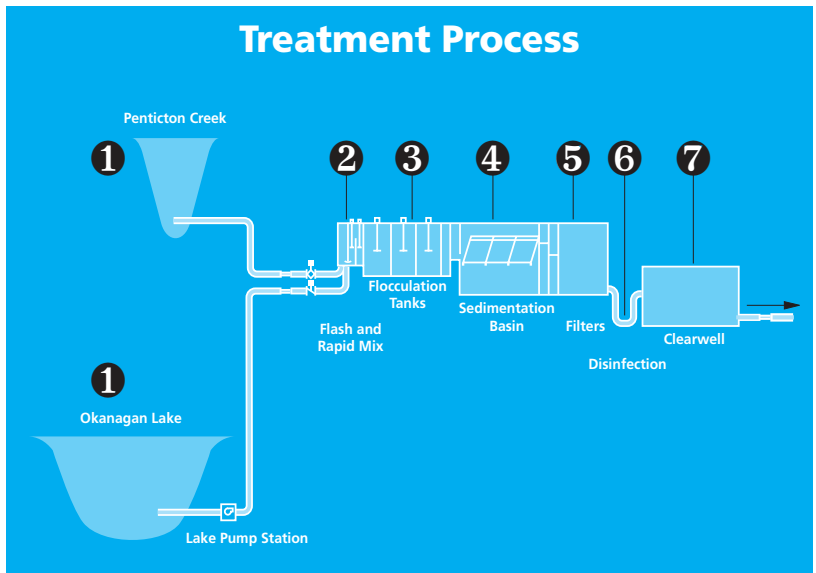 Treatment Process
Penticton Creek
1
2
3
4
5
6
7
Flocculation
Tanks
Sedimentation
Basin
Flash and
Rapid Mix
Filters
Clearwell
Disinfection
1
Okanagan Lake
Lake Pump Station